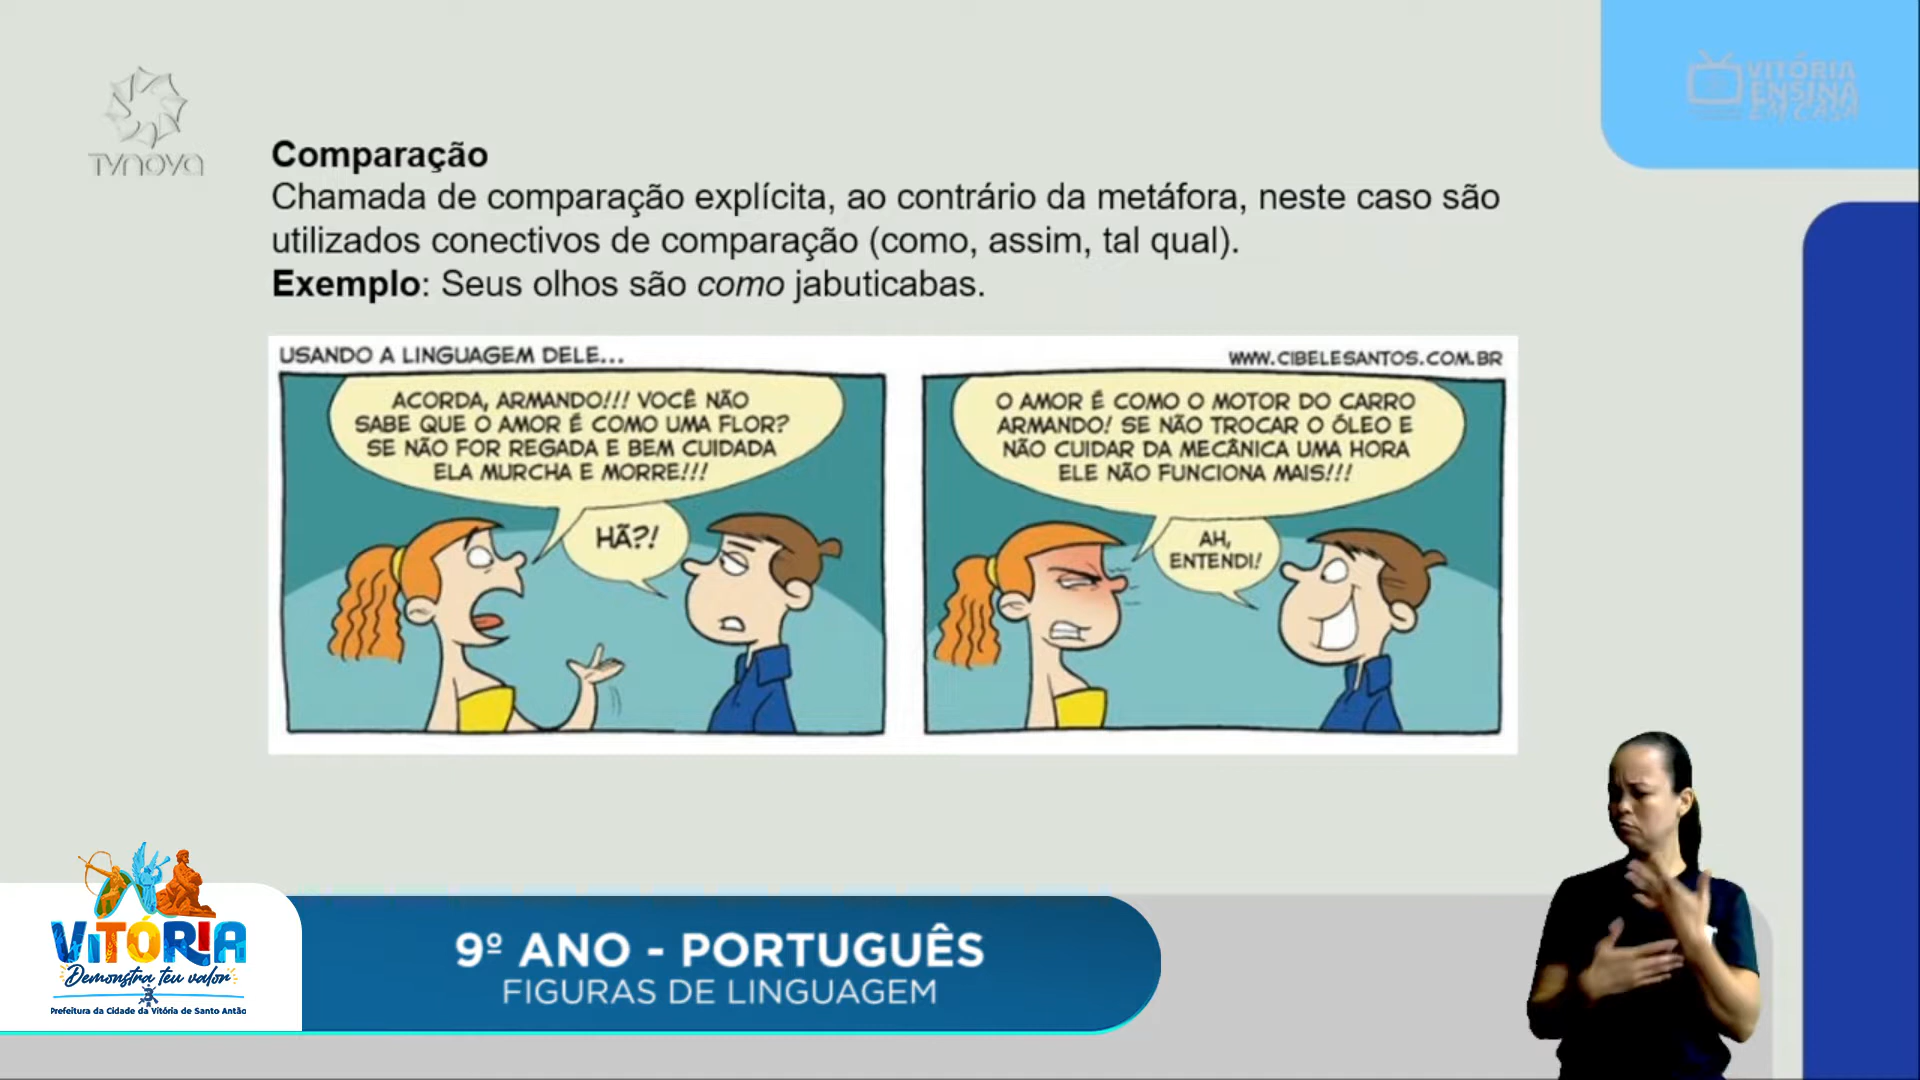 TVNOVA
VITÓRIA
ENSINA
EM CASA
Comparação
Chamada de comparação explícita, ao contrário da metáfora, neste caso são
utilizados conectivos de comparação (como, assim, tal qual).
Exemplo: Seus olhos são como jabuticabas.
USANDO A LINGUAGEM DELE...
WWW.CIBELESANTOS.COM.BR
ACORDA, ARMANDO!!! VOCÊ NÃO
SABE QUE O AMOR É COMO UMA FLOR?
SE NÃO FOR REGADA E BEM CUIDADA
ELA MURCHA E MORRE!!!
HÃ?!
O AMOR É COMO O MOTOR DO CARRO
ARMANDO! SE NÃO TROCAR O ÓLEO E
NÃO CUIDAR DA MECÂNICA UMA HORA
ELE NÃO FUNCIONA MAIS!!!
AH,
ENTENDI!
VITÓRIA
Demonstra teu valor
Prefeitura da Cidade da Vitória de Santo Antão
9º ANO - PORTUGUÊS
FIGURAS DE LINGUAGEM